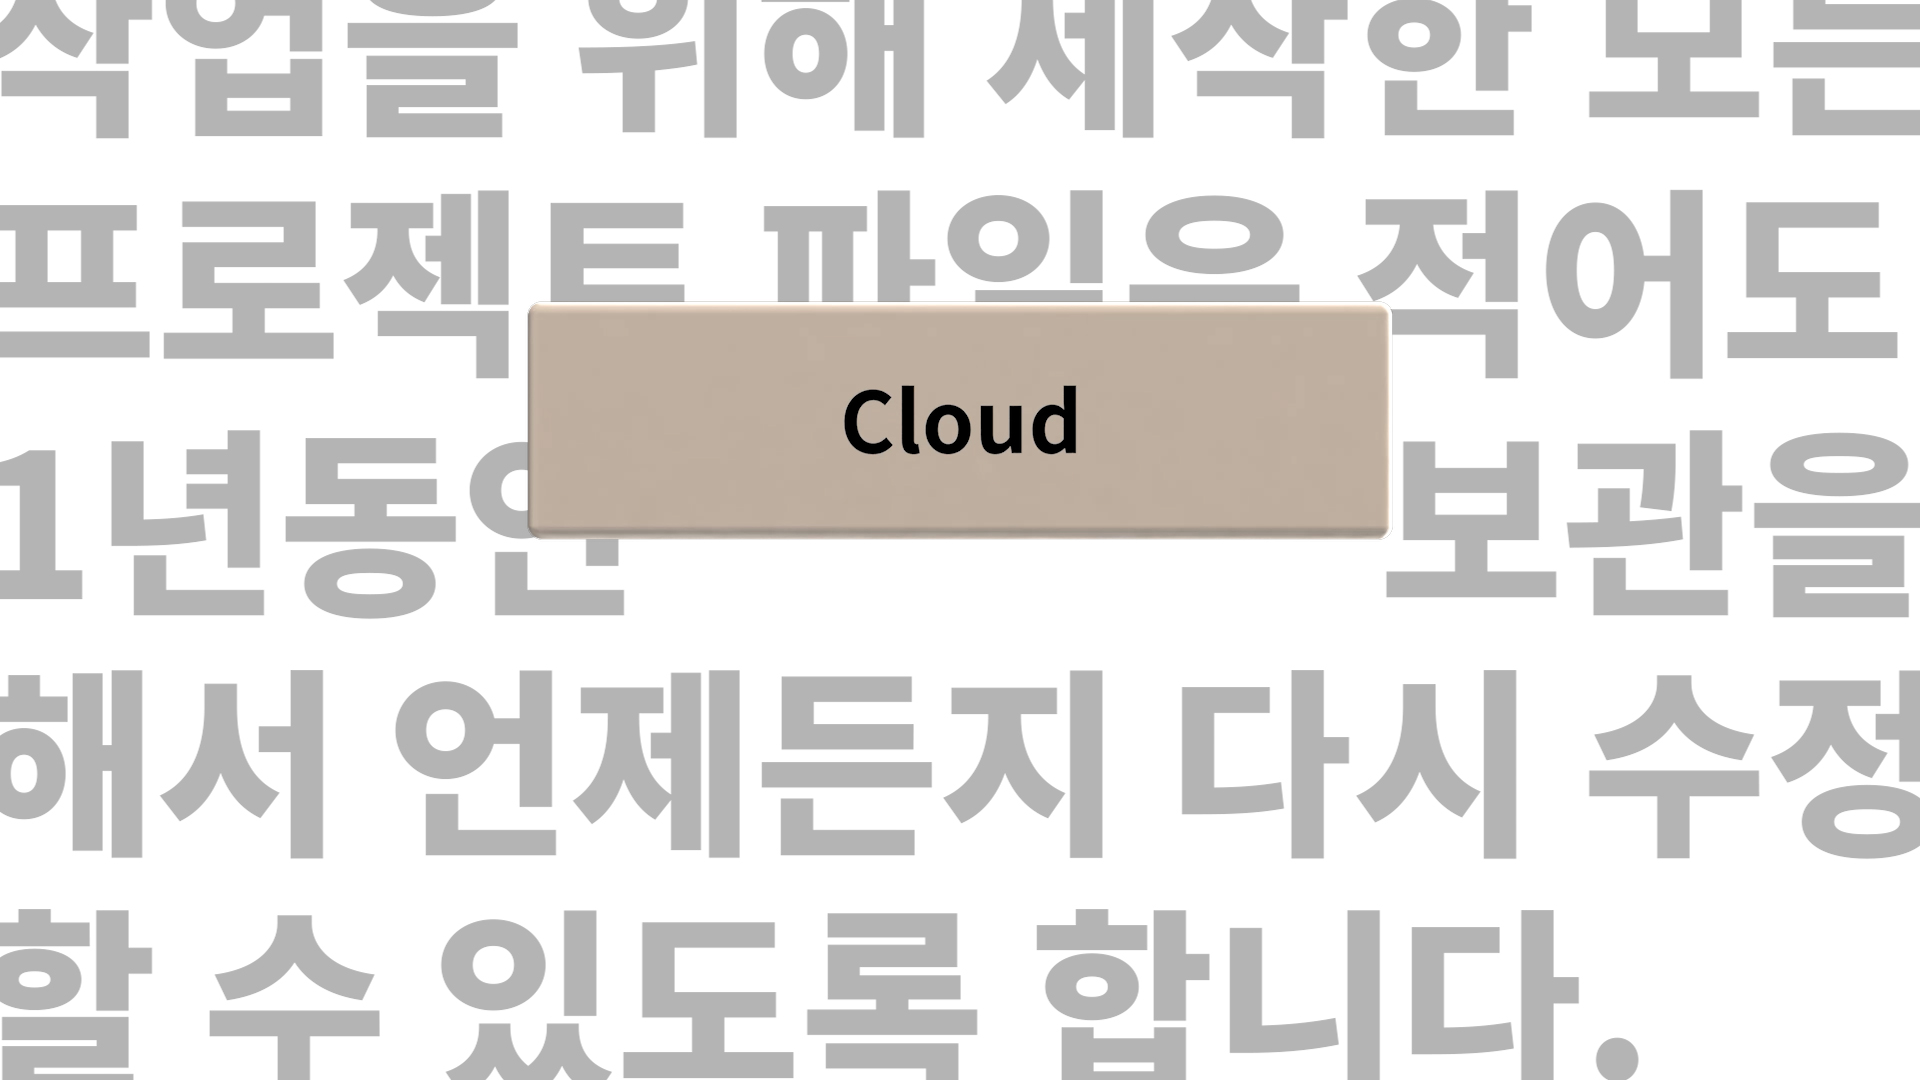 작업을 위해 제작한 모든
프로젝트 파일은 적어도
Cloud
1년동안 보관을
해서 언제든지 다시 수정
할 수 있도록 합니다.